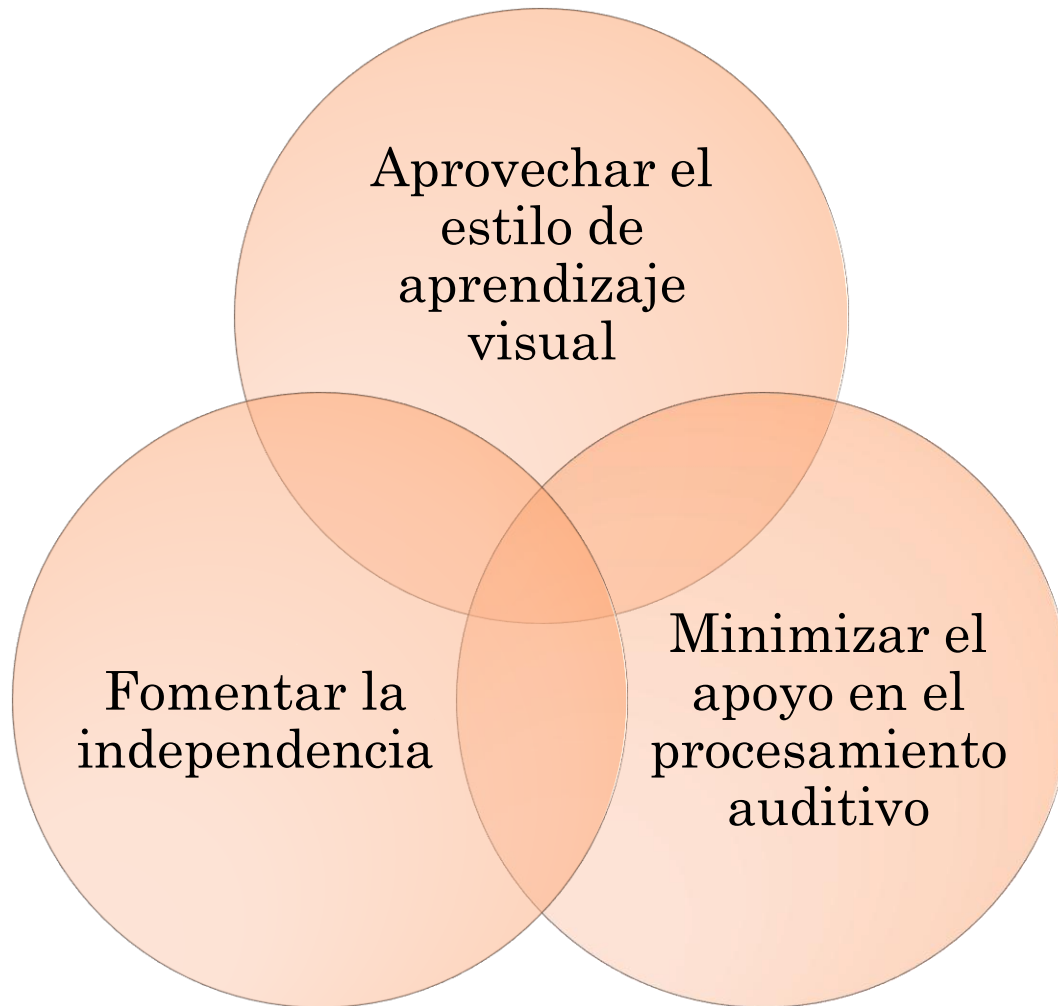 Aprovechar el
estilo de
aprendizaje
visual
Fomentar la
independencia
Minimizar el
apoyo en el
procesamiento
auditivo